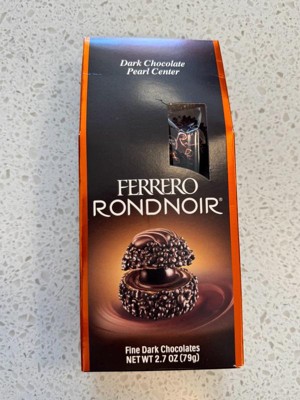 Dark Chocolate
Pearl Center
FERRERO
RONDNOIR®
Fine Dark Chocolates
NET WT 2.7 OZ (79g)